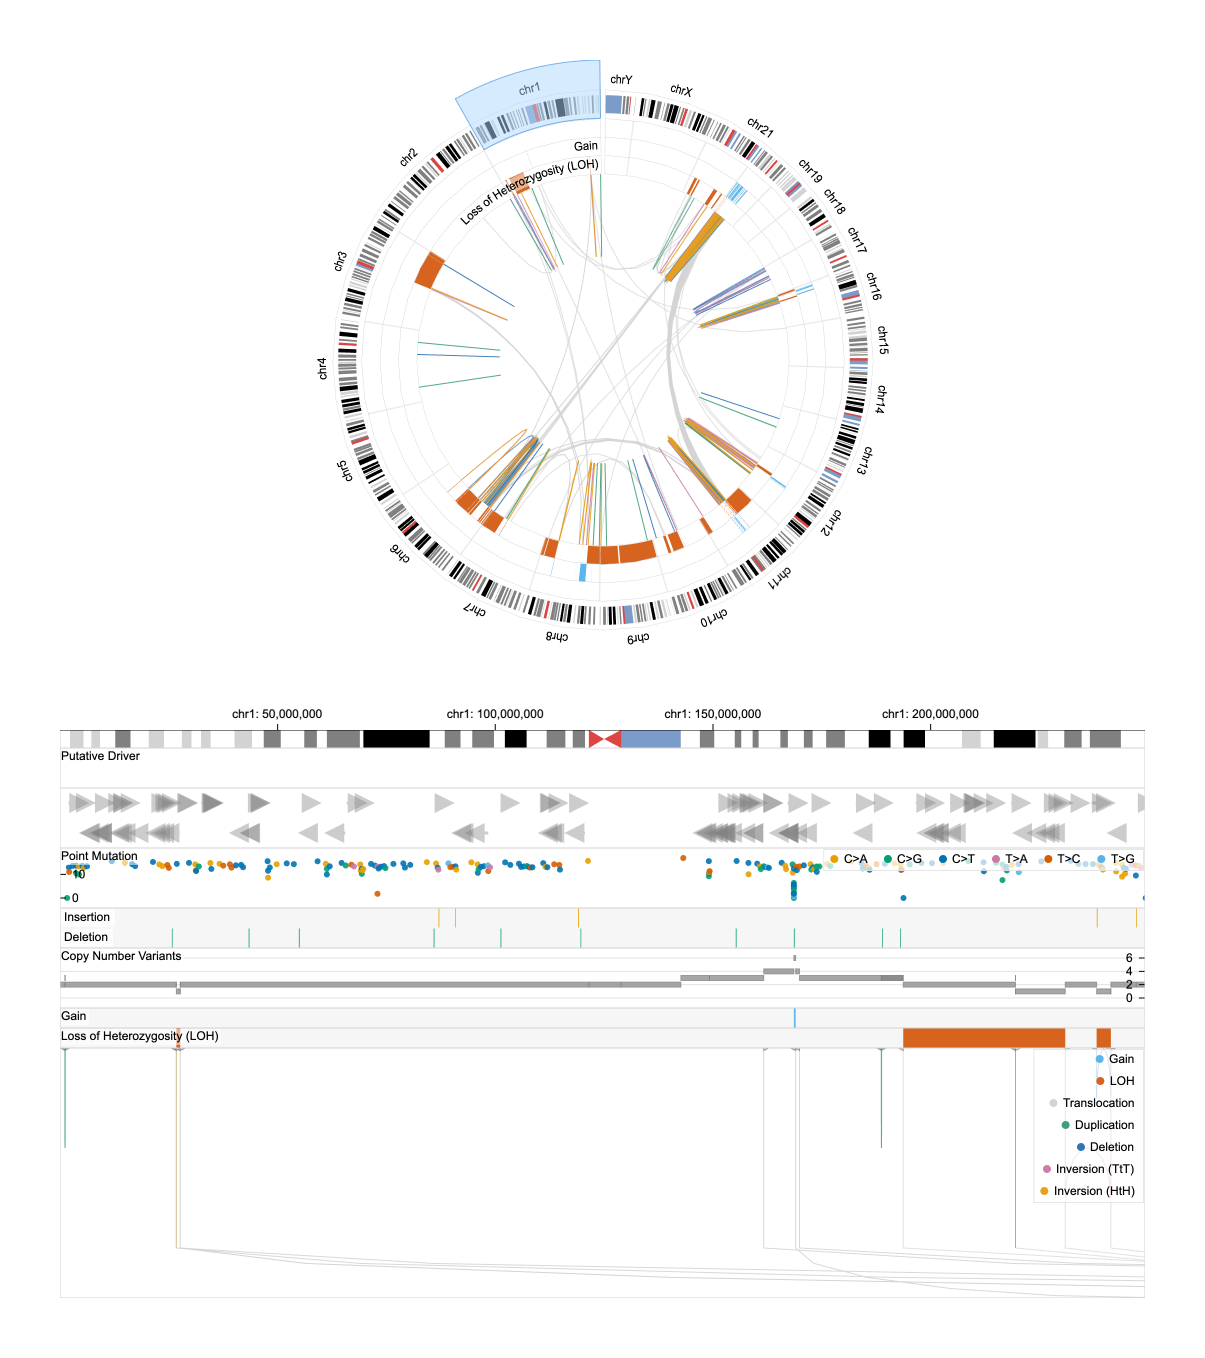 chrY
chr1
chrX
chr21
chr2
Gain
chr19
Loss of Heterozygosity (LOH)
chr18
chr17
chr3
chr16
chr15
chr4
chr14
chr5
chr13
chr12
chr6
chr11
chr7
chr10
chr8
chr9
chr1: 50,000,000 chr1: 100,000,000 chr1: 150,000,000 chr1: 200,000,000
Putative Driver
Point Mutation C>A C>G C>T T>A T>C T>G
10
0
Insertion
Deletion
Copy Number Variants 6
4
2
0
Gain
Loss of Heterozygosity (LOH)
Gain
LOH
Translocation
Duplication
Deletion
Inversion (TtT)
Inversion (HtH)